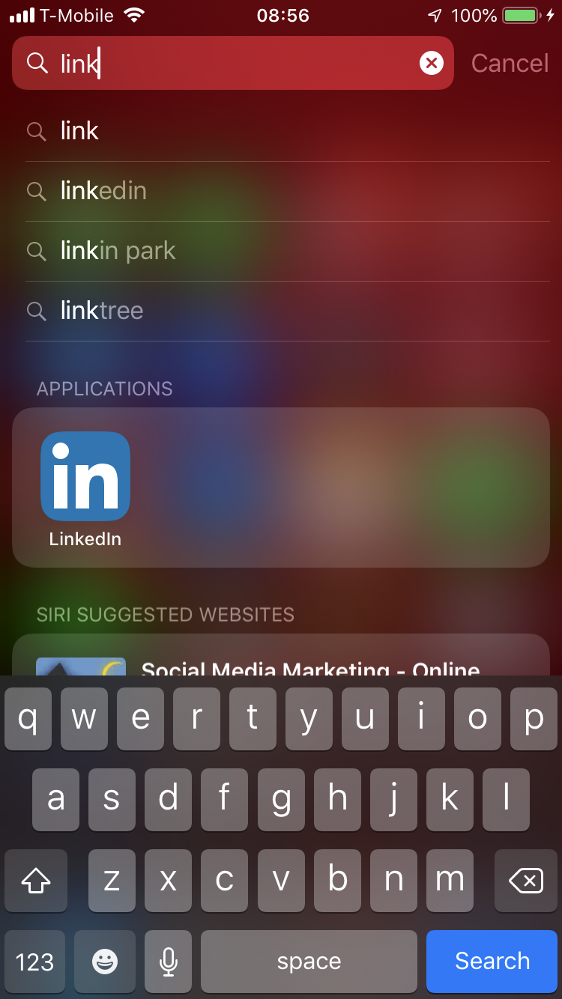 T-Mobile 08:56 100%
link Cancel
link
linkedin
linkin park
linktree
APPLICATIONS
in
LinkedIn
SIRI SUGGESTED WEBSITES
Social Media Marketing - Online
q w e r t y u i o p
a s d f g h j k l
z x c v b n m
123 space Search